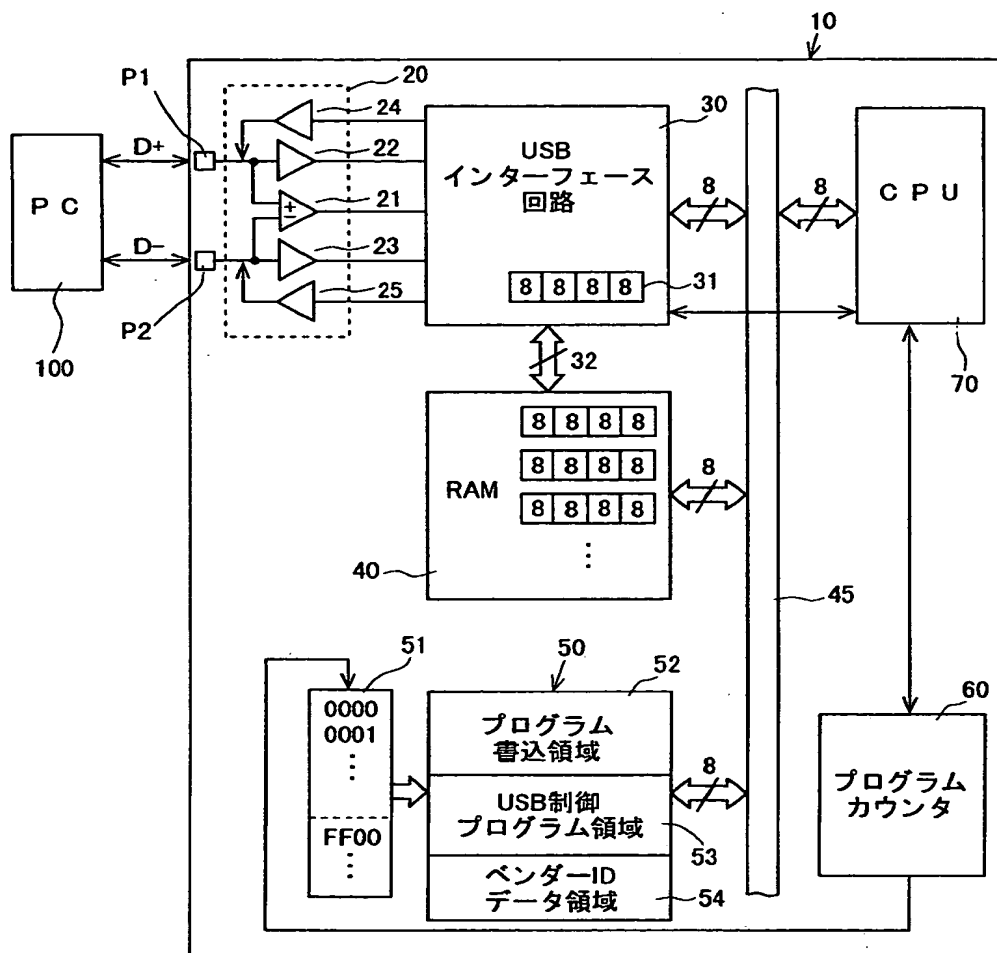 10
P1
20
24
22
21
23
25
D+
D−
P C
100
P2
+
−
30
USB
インターフェース
回路
8 8 8 8
31
8
8
C P U
70
32
RAM
8 8 8 8
8 8 8 8
8 8 8 8
⋮
40
8
45
51
0000
0001
⋮
FF00
⋮
50
52
プログラム
書込領域
USB制御
プログラム領域
53
ベンダーID
データ領域
54
8
60
プログラム
カウンタ